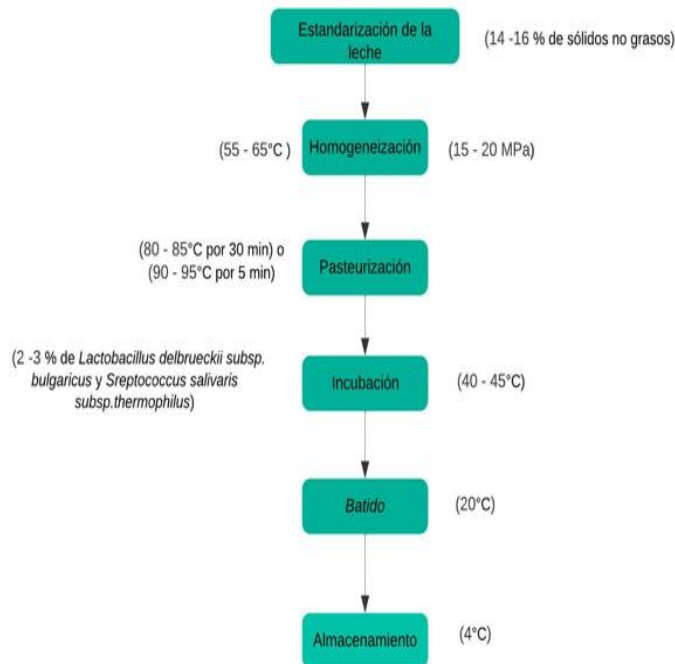 Estandarización de la
leche
(14 -16 % de sólidos no grasos)
(55 - 65°C )
Homogeneización
(15 - 20 MPa)
(80 - 85°C por 30 min) o
(90 - 95°C por 5 min)
Pasteurización
(2 -3 % de Lactobacillus delbrueckii subsp.
bulgaricus y Sreptococcus salivaris
subsp.thermophilus)
Incubación
(40 - 45°C)
Batido
(20°C)
Almacenamiento
(4°C)